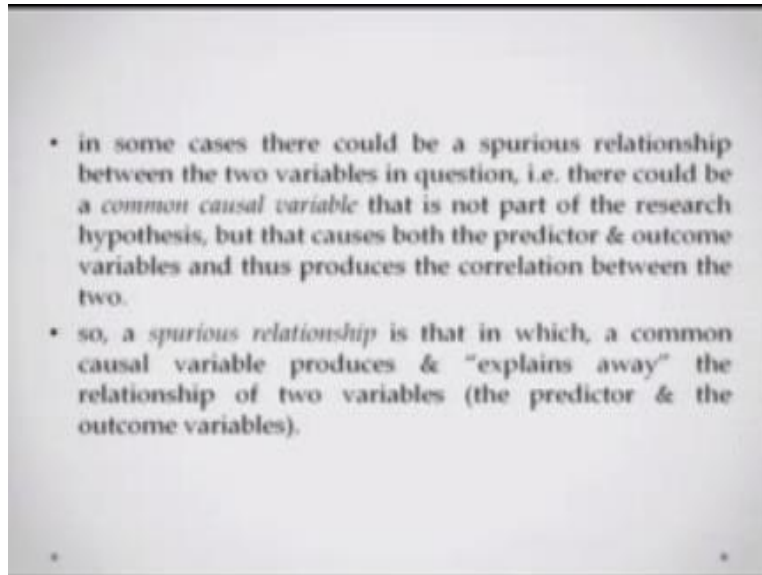 • in some cases there could be a spurious relationship
between the two variables in question, i.e. there could be
a common causal variable that is not part of the research
hypothesis, but that causes both the predictor & outcome
variables and thus produces the correlation between the
two.
• so, a spurious relationship is that in which, a common
causal variable produces & "explains away" the
relationship of two variables (the predictor & the
outcome variables).